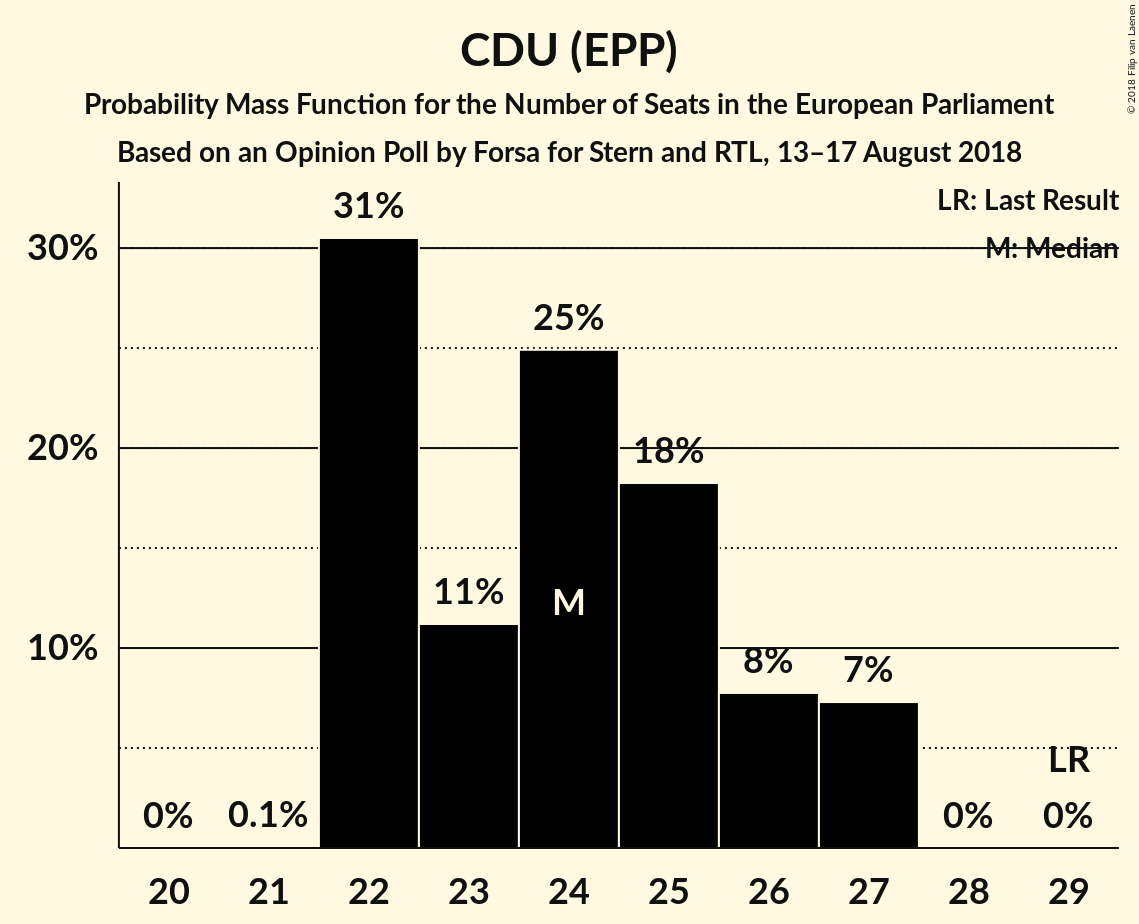 CDU (EPP)
Probability Mass Function for the Number of Seats in the European Parliament
Based on an Opinion Poll by Forsa for Stern and RTL, 13–17 August 2018
© 2018 Filip van Laenen
LR: Last Result
M: Median
30%
20%
10%
0%
0.1%
31%
11%
25%
M
18%
8%
7%
0%
LR
0%
20 21 22 23 24 25 26 27 28 29